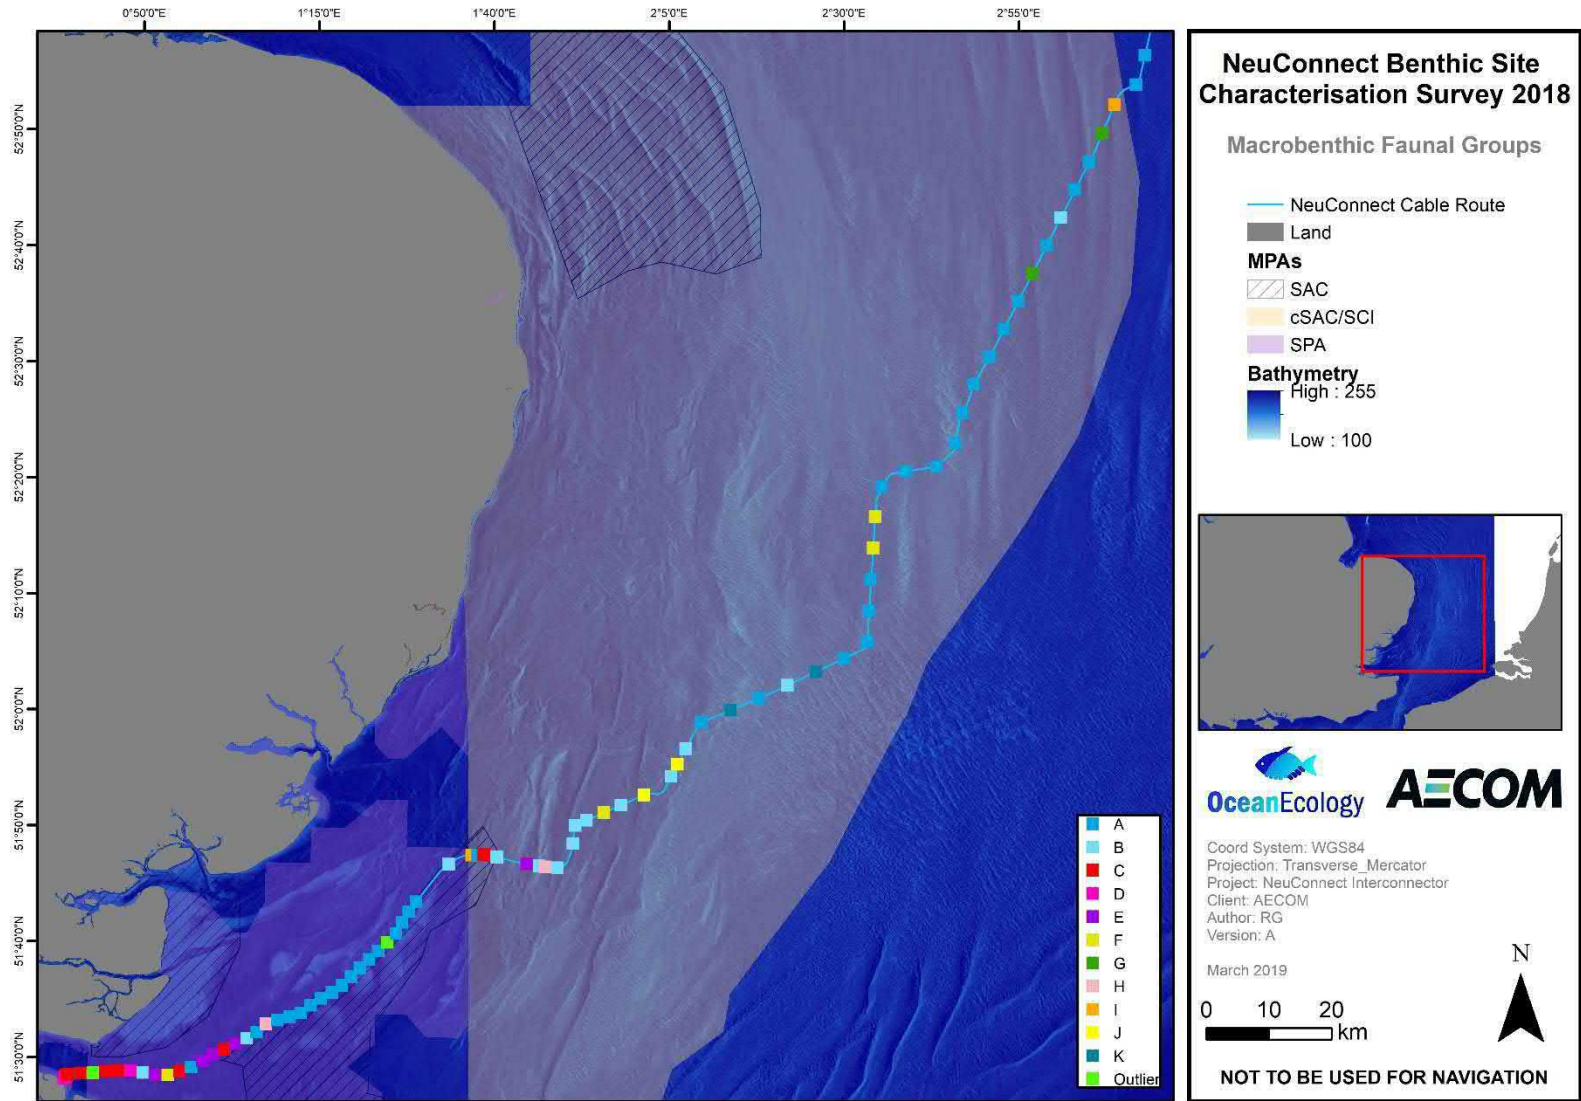 0°50'0"E 1°15'0"E 1°40'0"E 2°5'0"E 2°30'0"E 2°55'0"E
52°50'0"N
52°40'0"N
52°30'0"N
52°20'0"N
52°10'0"N
52°0'0"N
51°50'0"N
51°40'0"N
51°30'0"N
A
B
C
D
E
F
G
H
I
J
K
Outlier
NeuConnect Benthic Site
Characterisation Survey 2018
Macrobenthic Faunal Groups
NeuConnect Cable Route
Land
MPAs
SAC
cSAC/SCI
SPA
Bathymetry
High : 255
Low : 100
OceanEcology
AECOM
Coord System: WGS84
Projection: Transverse_Mercator
Project: NeuConnect Interconnector
Client: AECOM
Author: RG
Version: A
March 2019
N
0 10 20
km
NOT TO BE USED FOR NAVIGATION